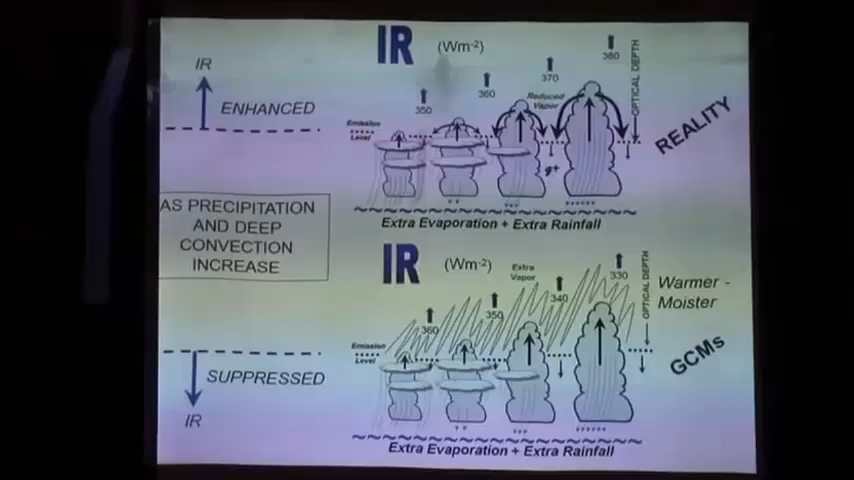 IR
(Wm-2)
380
370
360
350
IR
ENHANCED
Reduced
Vapor
OPTICAL DEPTH
Emission
Level
REALITY
AS PRECIPITATION
AND DEEP
CONVECTION
INCREASE
Extra Evaporation + Extra Rainfall
IR
(Wm-2)
Extra
Vapor
330
340
350
360
OPTICAL DEPTH
Warmer -
Moister
Emission
Level
GCMs
SUPPRESSED
IR
Extra Evaporation + Extra Rainfall